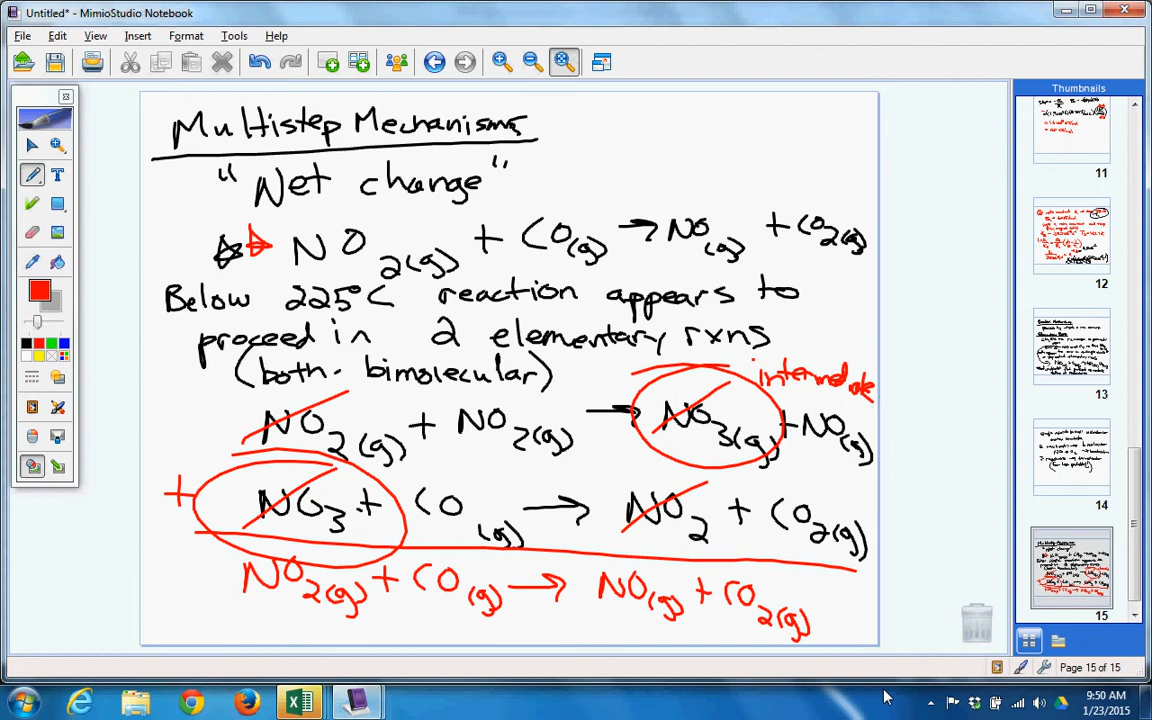 Untitled* - MimioStudio Notebook
File Edit View Insert Format Tools Help
Multistep Mechanisms
"Net change"
NO2(g) + CO(g) → NO(g) + CO2(g)
Below 225°C reaction appears to
proceed in 2 elementary rxns
(both - bimolecular)
intermediate
NO2(g) + NO2(g) → NO3(g) + NO(g)
+ NO3 + CO(g) → NO2 + CO2(g)
NO2(g) + CO(g) → NO(g) + CO2(g)
Thumbnails
11
12
13
14
15
Page 15 of 15
9:50 AM
1/23/2015